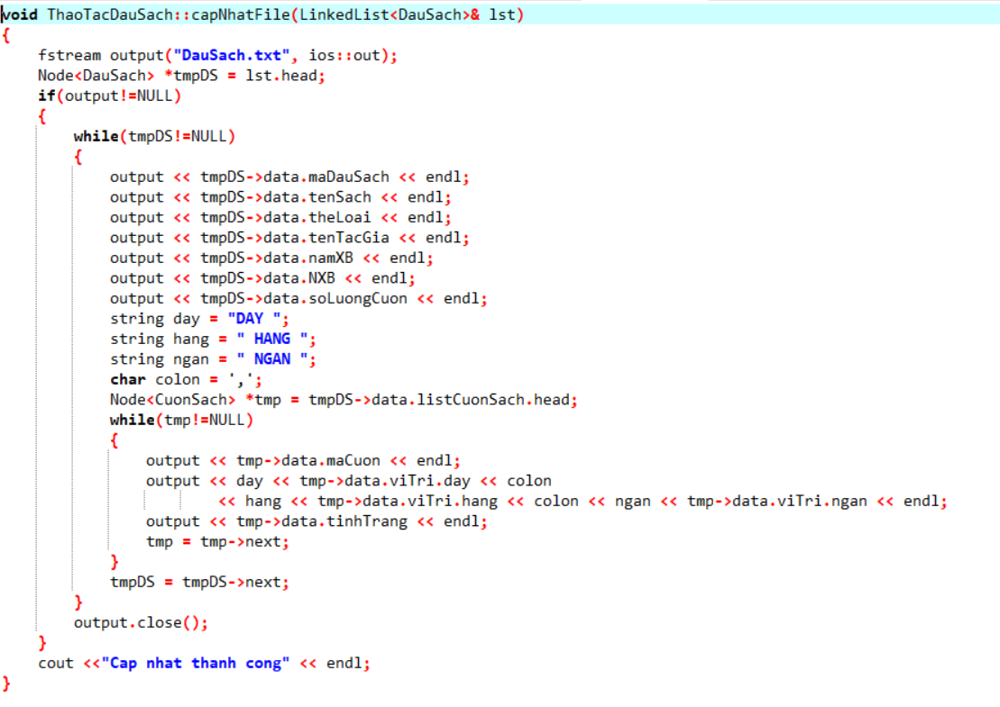 void ThaoTacDauSach::capNhatFile(LinkedList<DauSach>& lst)
{
    fstream output("DauSach.txt", ios::out);
    Node<DauSach> *tmpDS = lst.head;
    if(output!=NULL)
    {
        while(tmpDS!=NULL)
        {
            output << tmpDS->data.maDauSach << endl;
            output << tmpDS->data.tenSach << endl;
            output << tmpDS->data.theLoai << endl;
            output << tmpDS->data.tenTacGia << endl;
            output << tmpDS->data.namXB << endl;
            output << tmpDS->data.NXB << endl;
            output << tmpDS->data.soLuongCuon << endl;
            string day = "DAY ";
            string hang = " HANG ";
            string ngan = " NGAN ";
            char colon = ',';
            Node<CuonSach> *tmp = tmpDS->data.listCuonSach.head;
            while(tmp!=NULL)
            {
                output << tmp->data.maCuon << endl;
                output << day << tmp->data.viTri.day << colon
                        << hang << tmp->data.viTri.hang << colon << ngan << tmp->data.viTri.ngan << endl;
                output << tmp->data.tinhTrang << endl;
                tmp = tmp->next;
            }
            tmpDS = tmpDS->next;
        }
        output.close();
    }
    cout <<"Cap nhat thanh cong" << endl;
}